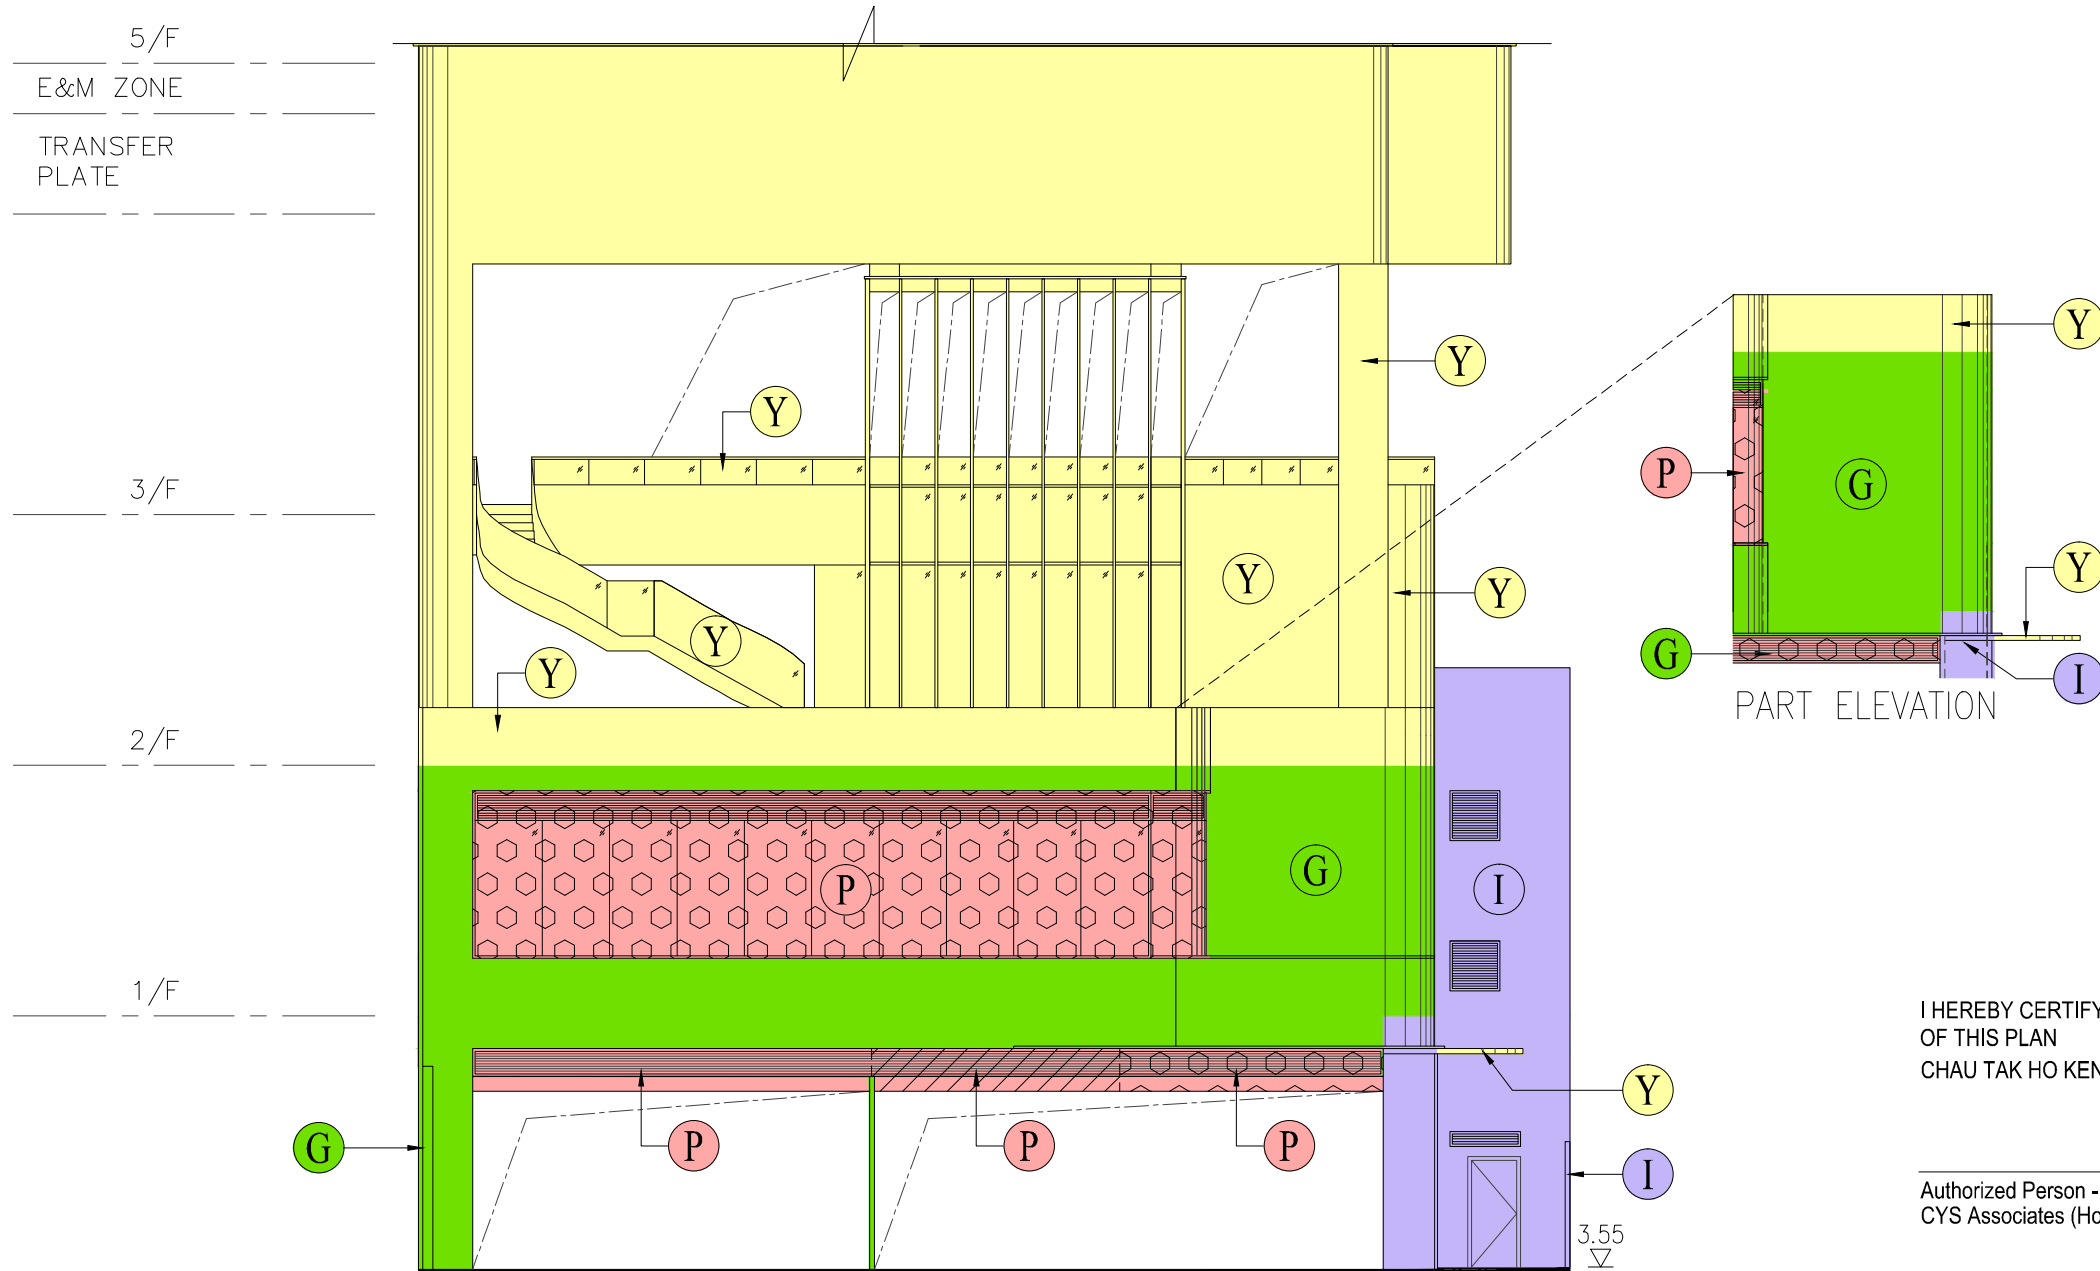 5/F
E&M ZONE
TRANSFER
PLATE
Y
Y
Y
3/F
P
G
Y
Y
Y
Y
G
Y
I
PART ELEVATION
2/F
G
P
I
1/F
I HEREBY CERTIFY
OF THIS PLAN
CHAU TAK HO KEN
Y
G
P
P
P
I
Authorized Person -
CYS Associates (Ho
3.55